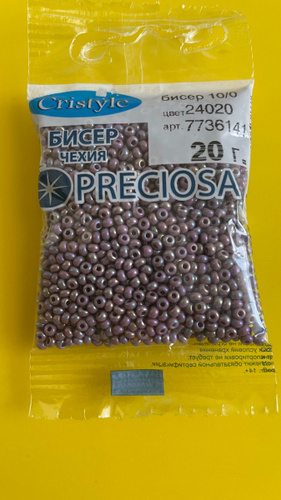 Cristyle
бисер 10/0
цвет 24020
арт. 7736141
20 г.
БИСЕР
ЧЕХИЯ
PRECIOSA